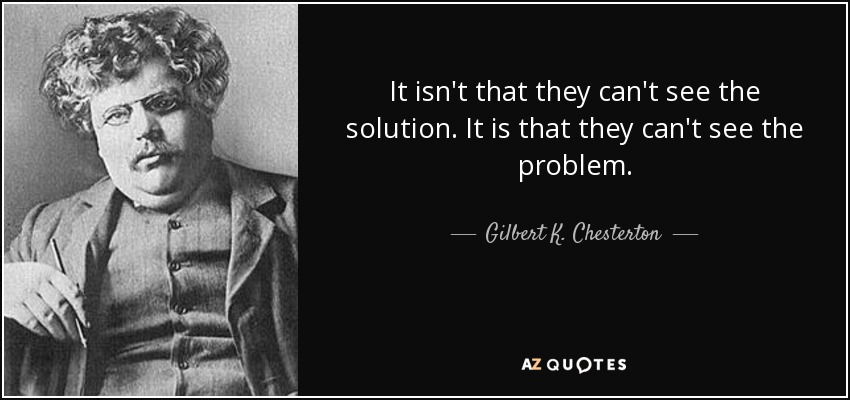 It isn't that they can't see the
solution. It is that they can't see the
problem.
Gilbert K. Chesterton
AZ QUOTES